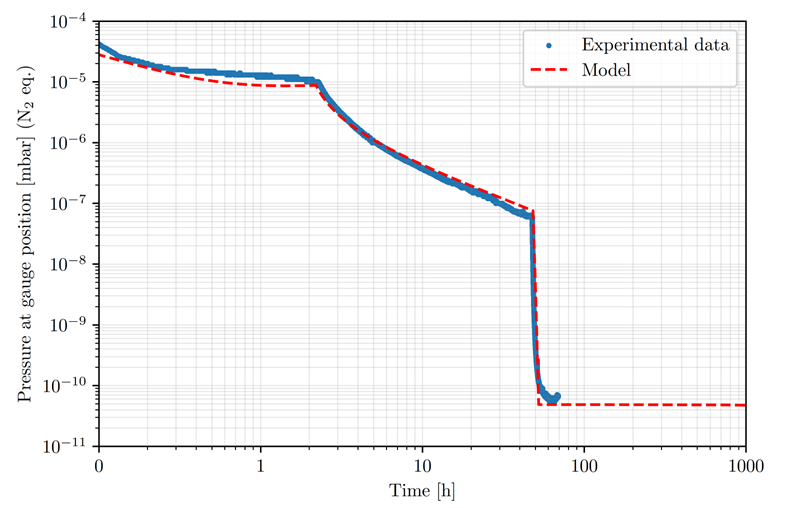 Pressure at gauge position [mbar] (N₂ eq.)
10⁻⁴
10⁻⁵
10⁻⁶
10⁻⁷
10⁻⁸
10⁻⁹
10⁻¹⁰
10⁻¹¹
Experimental data
Model
0 1 10 100 1000
Time [h]